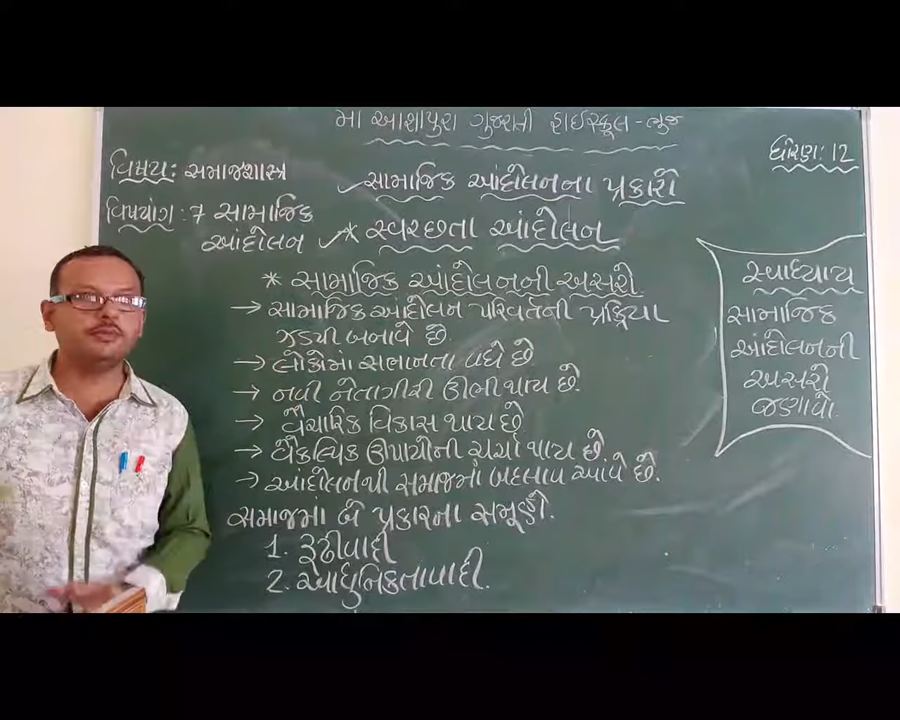 મા આશાપુરા ગુજરાતી હાઈસ્કૂલ - ભુજ
ધોરણ: 12
વિષય: સમાજશાસ્ત્ર
✓ સામાજિક આંદોલનના પ્રકારો
વિષયાંગ: 7 સામાજિક
આંદોલન
✓ * સ્વચ્છતા આંદોલન
* સામાજિક આંદોલનની અસરો
→ સામાજિક આંદોલન પરિવર્તની પ્રક્રિયા
ઝડપી બનાવે છે.
→ લોકોમાં સભાનતા વધે છે
→ નવી નેતાગીરી ઊભી થાય છે.
→ વૈચારિક વિકાસ થાય છે
→ વૈકલ્પિક ઉપાયોની ચર્ચા થાય છે.
→ આંદોલનથી સમાજમાં બદલાવ આવે છે.
સમાજમાં બે પ્રકારના સમૂહો.
1. રૂઢીવાદી
2. આધુનિકતાવાદી.
સ્વાધ્યાય
સામાજિક
આંદોલનની
અસરો
જણાવો.